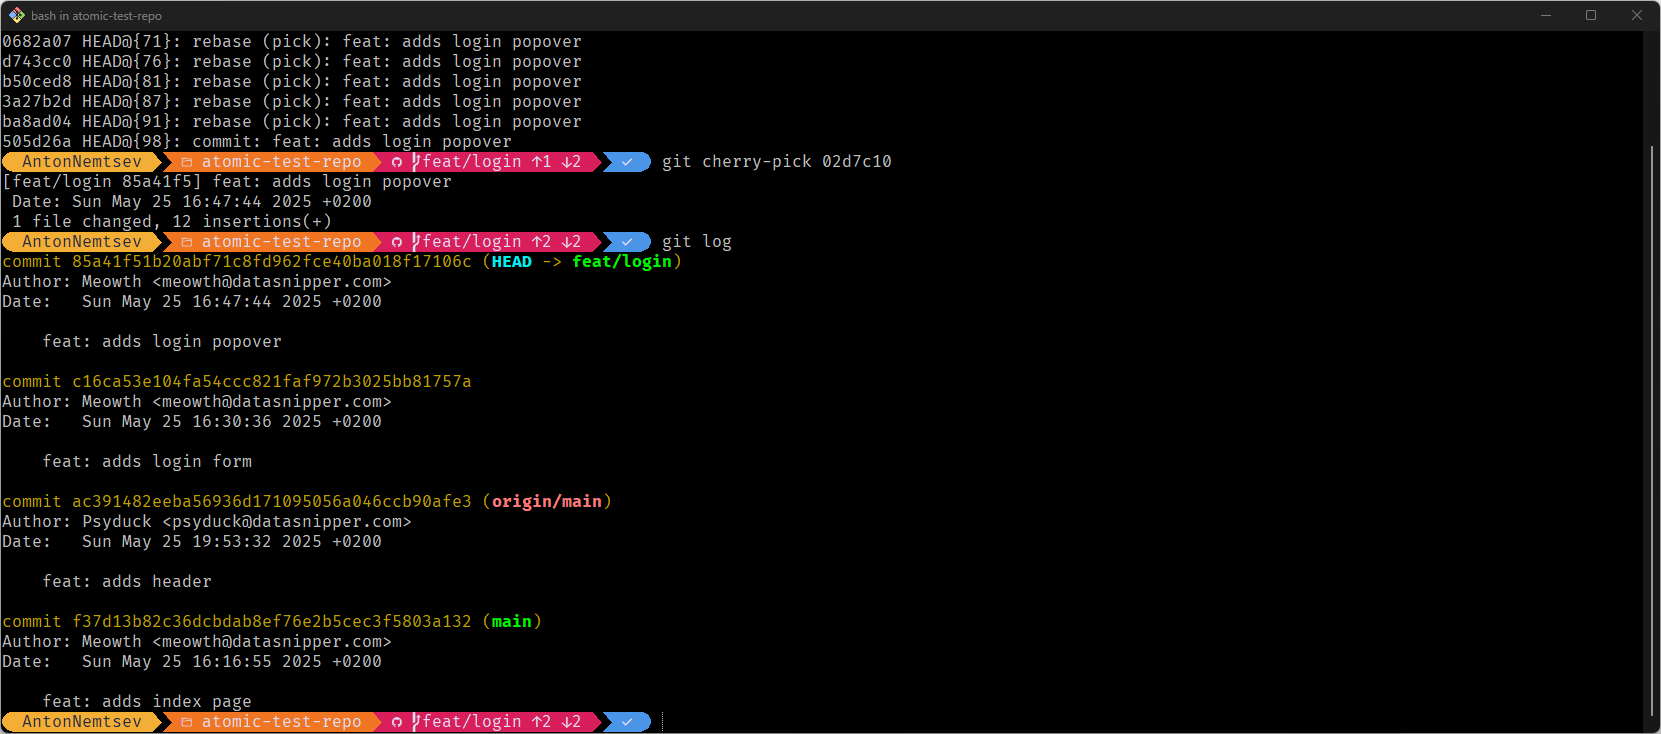 bash in atomic-test-repo
0682a07 HEAD@{71}: rebase (pick): feat: adds login popover
d743cc0 HEAD@{76}: rebase (pick): feat: adds login popover
b50ced8 HEAD@{81}: rebase (pick): feat: adds login popover
3a27b2d HEAD@{87}: rebase (pick): feat: adds login popover
ba8ad04 HEAD@{91}: rebase (pick): feat: adds login popover
505d26a HEAD@{98}: commit: feat: adds login popover
AntonNemtsev atomic-test-repo feat/login ↑1 ↓2 ✓ git cherry-pick 02d7c10
[feat/login 85a41f5] feat: adds login popover
Date: Sun May 25 16:47:44 2025 +0200
1 file changed, 12 insertions(+)
AntonNemtsev atomic-test-repo feat/login ↑2 ↓2 ✓ git log
commit 85a41f51b20abf71c8fd962fce40ba018f17106c (HEAD -> feat/login)
Author: Meowth <meowth@datasnipper.com>
Date:   Sun May 25 16:47:44 2025 +0200
feat: adds login popover
commit c16ca53e104fa54ccc821faf972b3025bb81757a
Author: Meowth <meowth@datasnipper.com>
Date:   Sun May 25 16:30:36 2025 +0200
feat: adds login form
commit ac391482eeba56936d171095056a046ccb90afe3 (origin/main)
Author: Psyduck <psyduck@datasnipper.com>
Date:   Sun May 25 19:53:32 2025 +0200
feat: adds header
commit f37d13b82c36dcbdab8ef76e2b5cec3f5803a132 (main)
Author: Meowth <meowth@datasnipper.com>
Date:   Sun May 25 16:16:55 2025 +0200
feat: adds index page
AntonNemtsev atomic-test-repo feat/login ↑2 ↓2 ✓